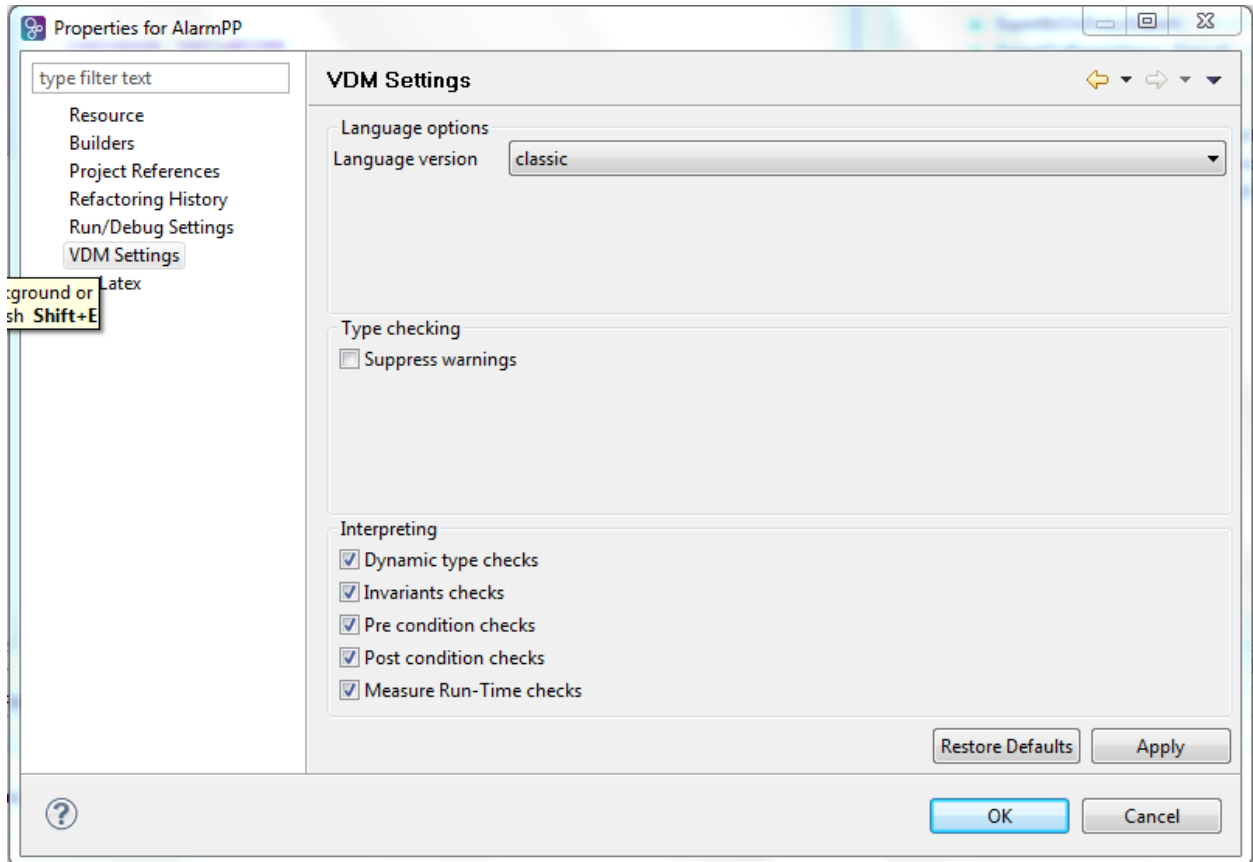 Properties for AlarmPP
type filter text
Resource
Builders
Project References
Refactoring History
Run/Debug Settings
VDM Settings
Latex
ground or
sh Shift+E
VDM Settings
Language options
Language version classic
Type checking
Suppress warnings
Interpreting
Dynamic type checks
Invariants checks
Pre condition checks
Post condition checks
Measure Run-Time checks
Restore Defaults Apply
? OK Cancel